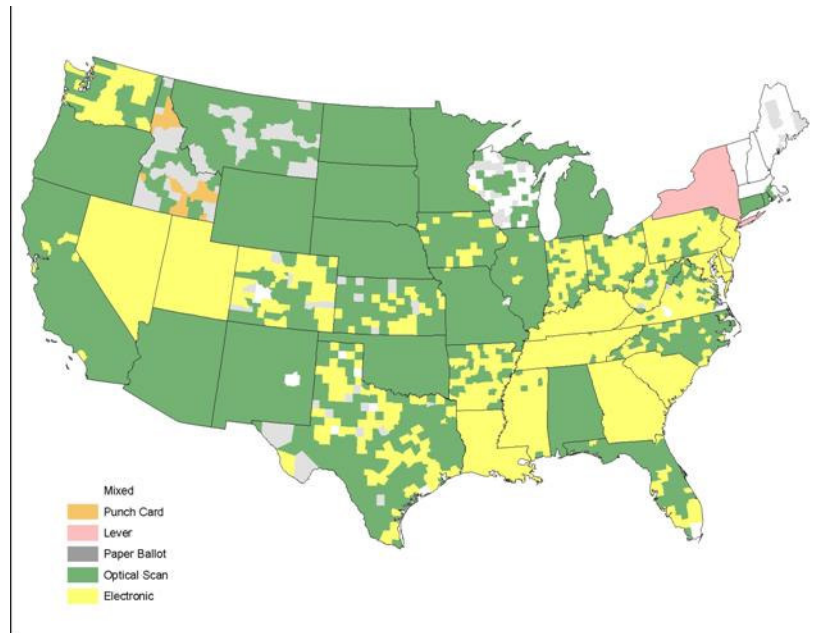 Mixed
Punch Card
Lever
Paper Ballot
Optical Scan
Electronic